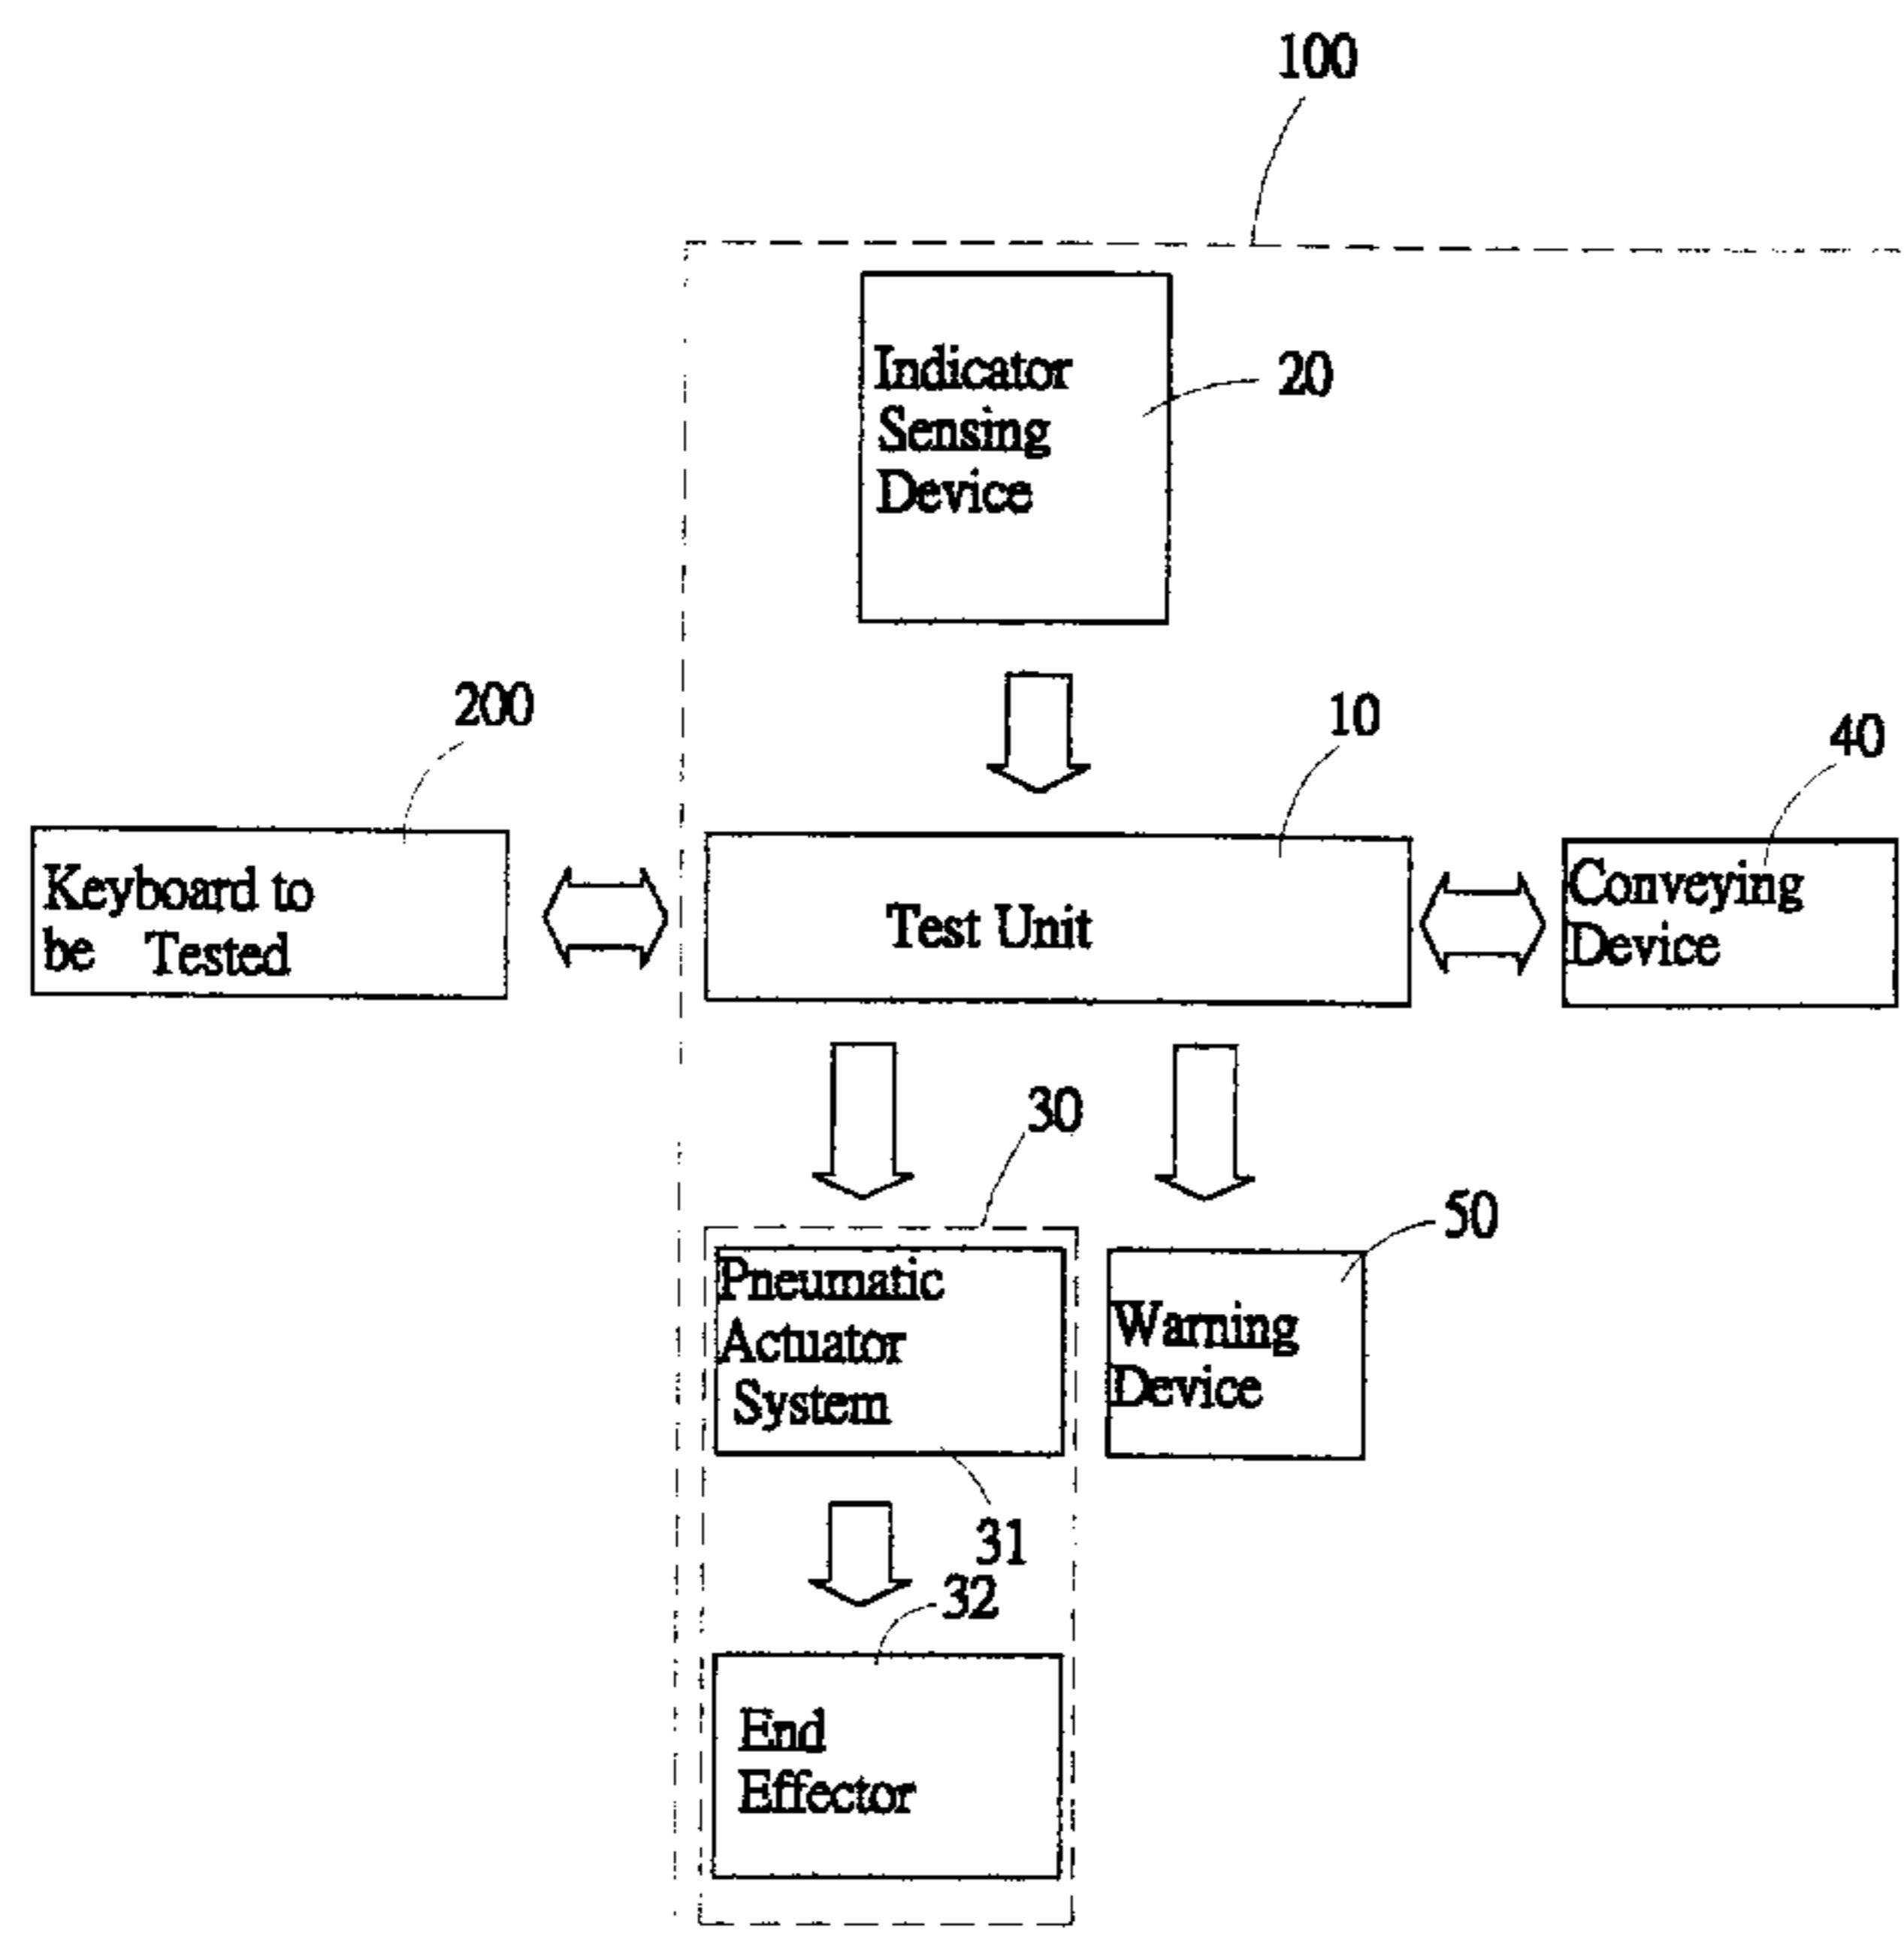 100
Indicator
Sensing
Device
20
200
10
40
Keyboard to
be Tested
Test Unit
Conveying
Device
30
50
Pneumatic
Actuator
System
Warning
Device
31
32
End
Effector